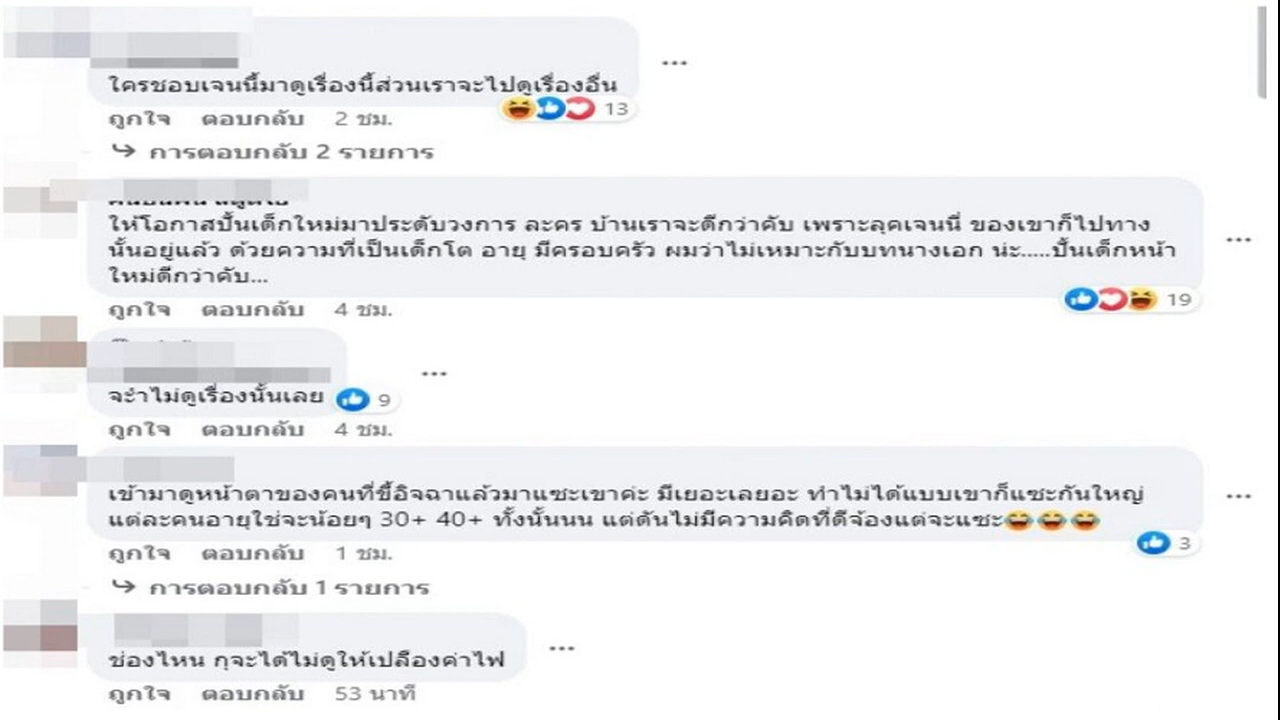 ใครชอบเจนนี้มาดูเรื่องนี้ส่วนเราจะไปดูเรื่องอื่น
13
ถูกใจ ตอบกลับ 2 ชม.
การตอบกลับ 2 รายการ
ให้โอกาสปั้นเด็กใหม่มาประดับวงการ ละคร บ้านเราจะดีกว่าคับ เพราะลุคเจนนี่ ของเขาก็ไปทาง
นั้นอยู่แล้ว ด้วยความที่เป็นเด็กโต อายุ มีครอบครัว ผมว่าไม่เหมาะกับบทนางเอก น่ะ.....ปั้นเด็กหน้า
ใหม่ดีกว่าคับ...
19
ถูกใจ ตอบกลับ 4 ชม.
จะำไม่ดูเรื่องนั้นเลย 9
ถูกใจ ตอบกลับ 4 ชม.
เข้ามาดูหน้าตาของคนที่ขี้อิจฉาแล้วมาแซะเขาค่ะ มีเยอะเลยอะ ทำไม่ได้แบบเขาก็แซะกันใหญ่
แต่ละคนอายุใช่จะน้อยๆ 30+ 40+ ทั้งนั้นนน แต่ดันไม่มีความคิดที่ดีจ้องแต่จะแซะ😂😂😂
3
ถูกใจ ตอบกลับ 1 ชม.
การตอบกลับ 1 รายการ
ช่องไหน กุจะได้ไม่ดูให้เปลืองค่าไฟ
ถูกใจ ตอบกลับ 53 นาที